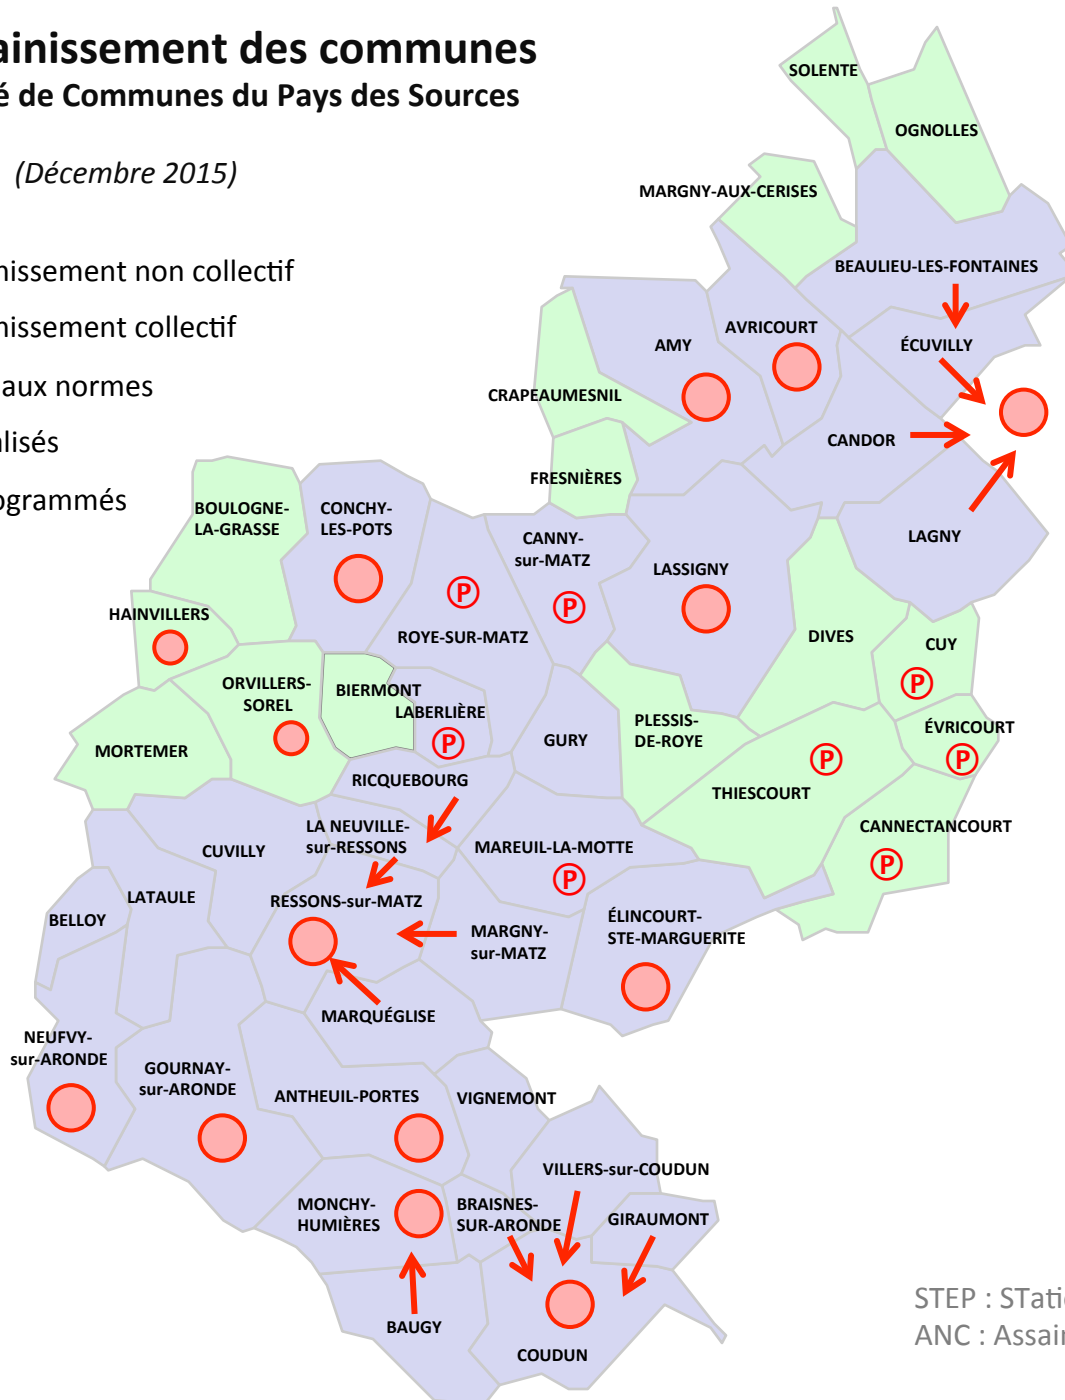 ainissement des communes
é de Communes du Pays des Sources
(Décembre 2015)
nissement non collectif
nissement collectif
aux normes
alisés
ogrammés
SOLENTE
OGNOLLES
MARGNY-AUX-CERISES
BEAULIEU-LES-FONTAINES
AVRICOURT
AMY
ÉCUVILLY
CRAPEAUMESNIL
CANDOR
FRESNIÈRES
BOULOGNE-
LA-GRASSE
CONCHY-
LES-POTS
CANNY-
sur-MATZ
LAGNY
LASSIGNY
P
P
HAINVILLERS
ROYE-SUR-MATZ
DIVES
CUY
P
ORVILLERS-
SOREL
BIERMONT
LABERLIÈRE
P
PLESSIS-
DE-ROYE
ÉVRICOURT
P
GURY
MORTEMER
P
THIESCOURT
RICQUEBOURG
LA NEUVILLE-
sur-RESSONS
CANNECTANCOURT
P
CUVILLY
MAREUIL-LA-MOTTE
P
LATAULE
BELLOY
RESSONS-sur-MATZ
ÉLINCOURT-
STE-MARGUERITE
MARGNY-
sur-MATZ
MARQUÉGLISE
NEUFVY-
sur-ARONDE
GOURNAY-
sur-ARONDE
ANTHEUIL-PORTES
VIGNEMONT
VILLERS-sur-COUDUN
MONCHY-
HUMIÈRES
BRAISNES-
SUR-ARONDE
GIRAUMONT
BAUGY
COUDUN
STEP : STati
ANC : Assai